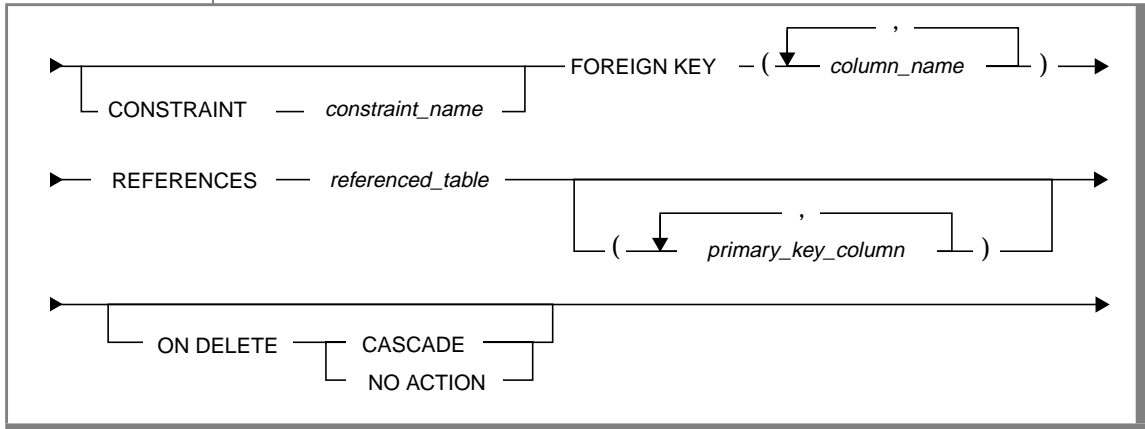 ,
FOREIGN KEY ( column_name )
CONSTRAINT constraint_name
REFERENCES referenced_table
,
( primary_key_column )
ON DELETE CASCADE
NO ACTION